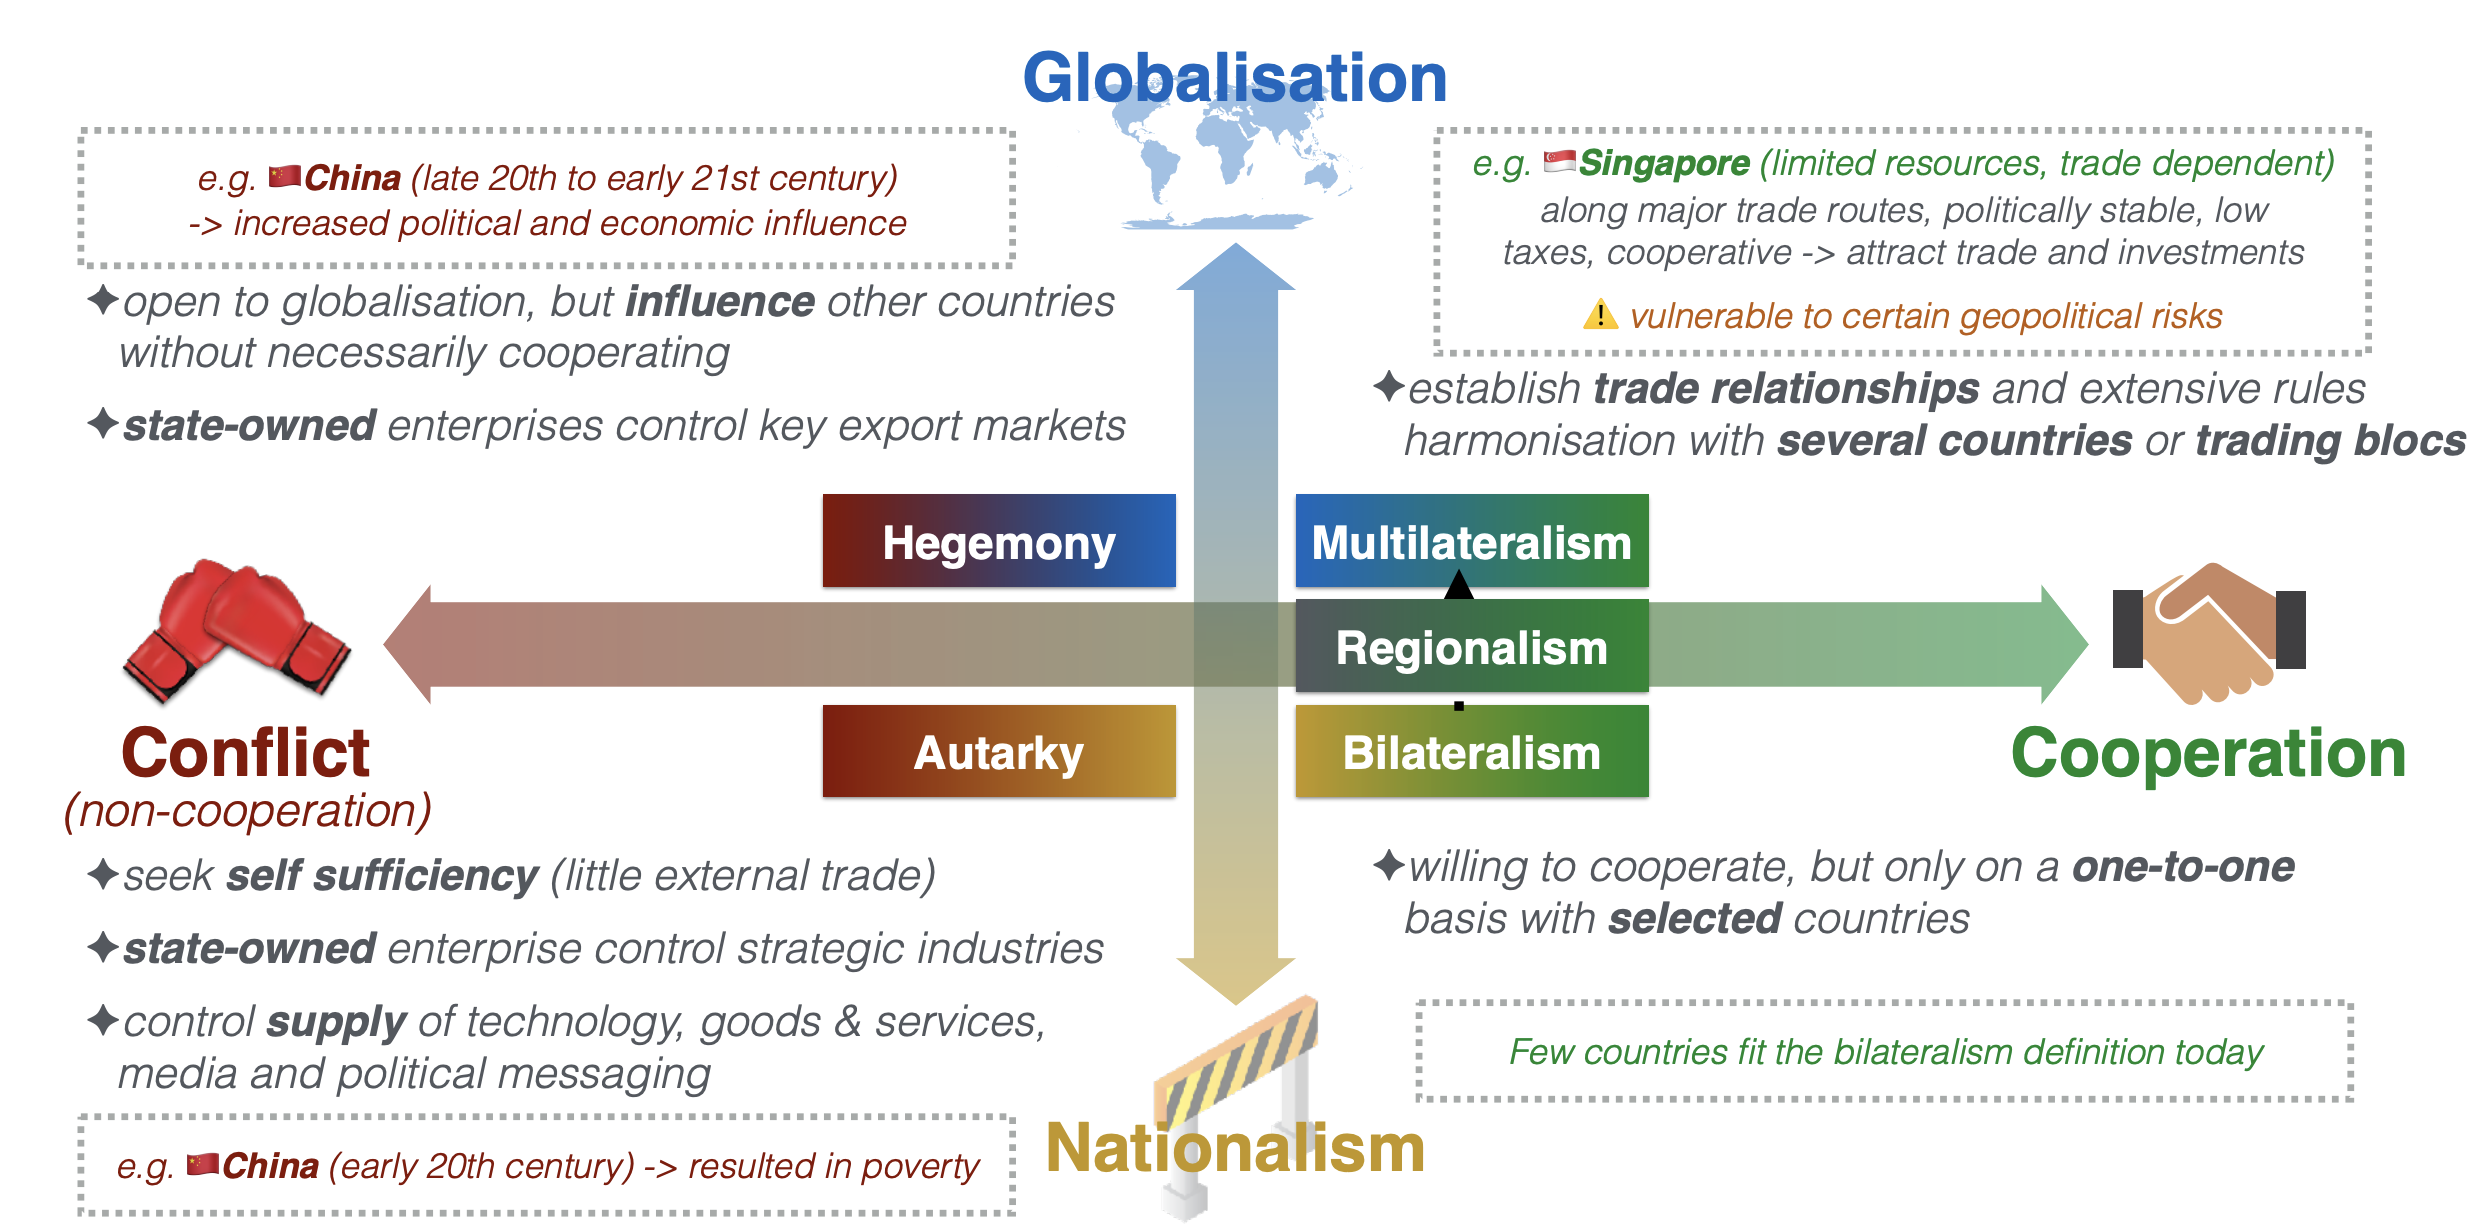 Globalisation
e.g. 🇨🇳China (late 20th to early 21st century)
-> increased political and economic influence
✦open to globalisation, but influence other countries
without necessarily cooperating
✦state-owned enterprises control key export markets
e.g. 🇸🇬Singapore (limited resources, trade dependent)
along major trade routes, politically stable, low
taxes, cooperative -> attract trade and investments
⚠️ vulnerable to certain geopolitical risks
✦establish trade relationships and extensive rules
harmonisation with several countries or trading blocs
Hegemony
Multilateralism
Regionalism
Autarky
Bilateralism
Conflict
(non-cooperation)
Cooperation
✦seek self sufficiency (little external trade)
✦state-owned enterprise control strategic industries
✦control supply of technology, goods & services,
media and political messaging
e.g. 🇨🇳China (early 20th century) -> resulted in poverty
✦willing to cooperate, but only on a one-to-one
basis with selected countries
Few countries fit the bilateralism definition today
Nationalism